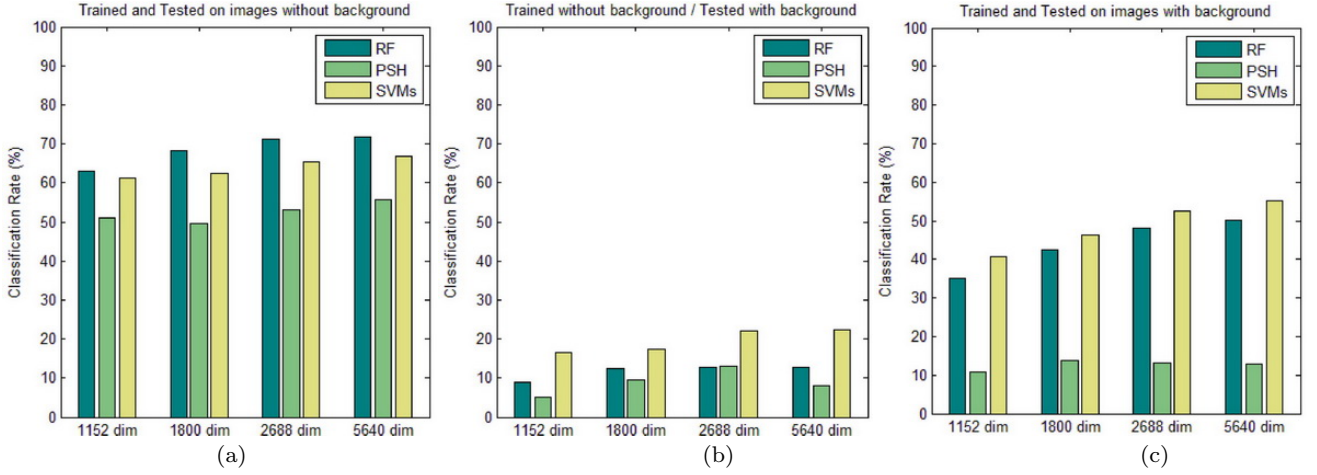 Trained and Tested on images without background
100
90
80
70
60
50
40
30
20
10
0
Classification Rate (%)
RF
PSH
SVMs
1152 dim 1800 dim 2688 dim 5640 dim
(a)
Trained without background / Tested with background
100
90
80
70
60
50
40
30
20
10
0
Classification Rate (%)
RF
PSH
SVMs
1152 dim 1800 dim 2688 dim 5640 dim
(b)
Trained and Tested on images with background
100
90
80
70
60
50
40
30
20
10
0
Classification Rate (%)
RF
PSH
SVMs
1152 dim 1800 dim 2688 dim 5640 dim
(c)